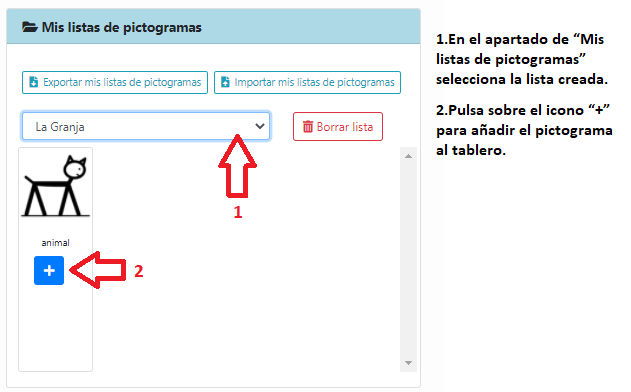 Mis listas de pictogramas
Exportar mis listas de pictogramas
Importar mis listas de pictogramas
La Granja
Borrar lista
1
animal
+
2
1.En el apartado de “Mis
listas de pictogramas”
selecciona la lista creada.
2.Pulsa sobre el icono “+”
para añadir el pictograma
al tablero.